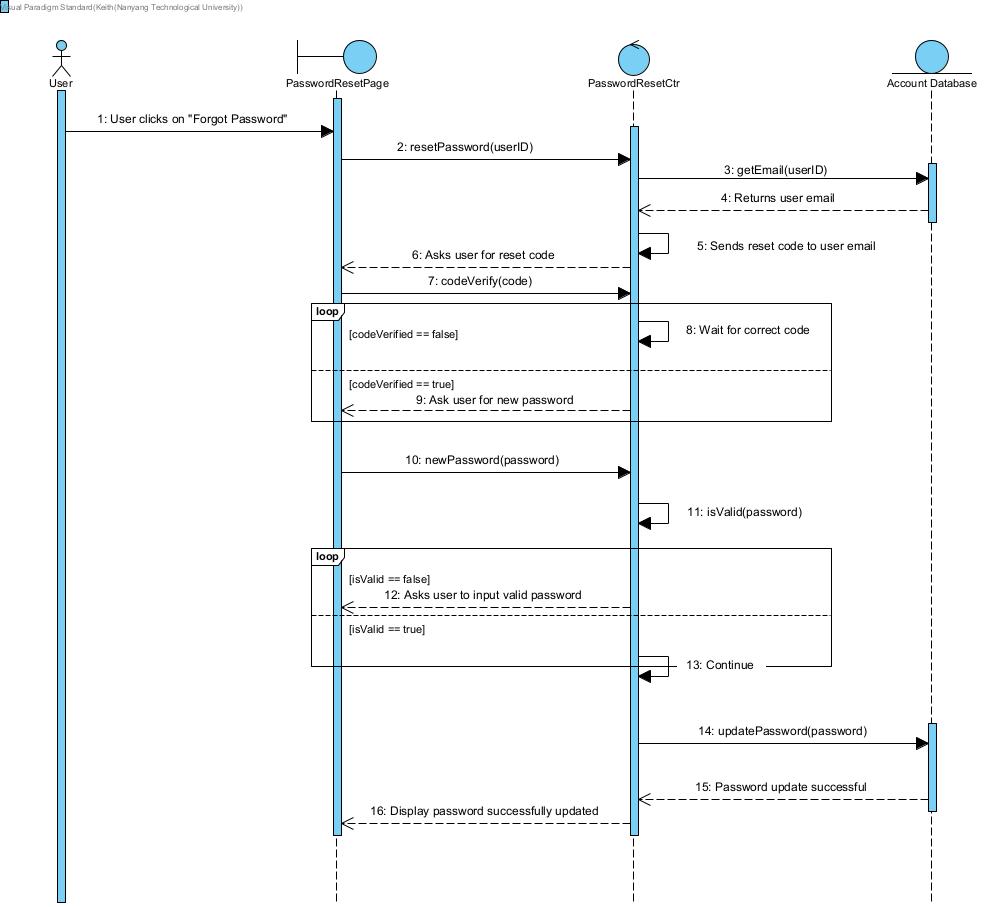 Visual Paradigm Standard(Keith(Nanyang Technological University))
User
PasswordResetPage
PasswordResetCtr
Account Database
1: User clicks on "Forgot Password"
2: resetPassword(userID)
3: getEmail(userID)
4: Returns user email
5: Sends reset code to user email
6: Asks user for reset code
7: codeVerify(code)
loop
[codeVerified == false]
8: Wait for correct code
[codeVerified == true]
9: Ask user for new password
10: newPassword(password)
11: isValid(password)
loop
[isValid == false]
12: Asks user to input valid password
[isValid == true]
13: Continue
14: updatePassword(password)
15: Password update successful
16: Display password successfully updated